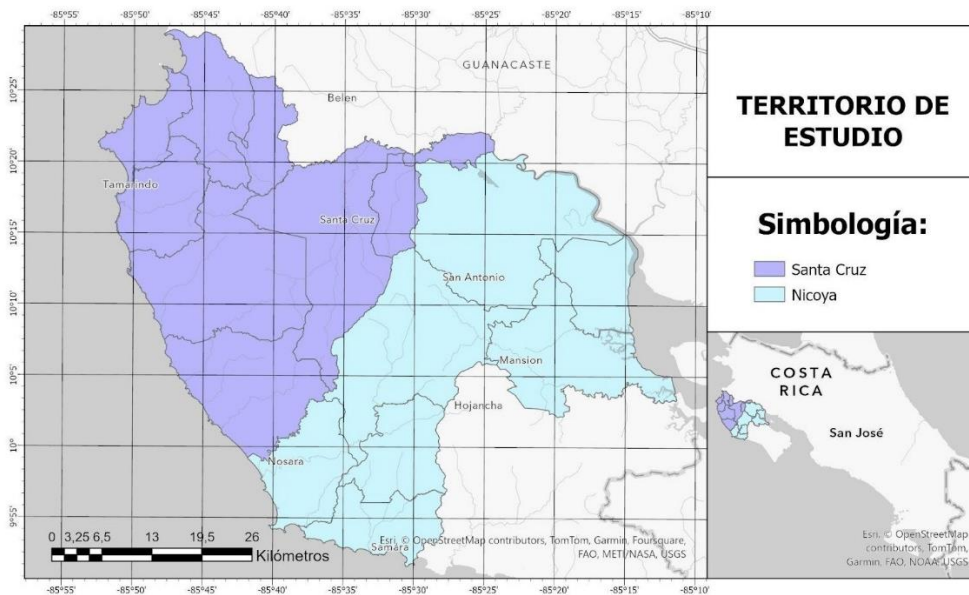 -85°55' -85°50' -85°45' -85°40' -85°35' -85°30' -85°25' -85°20' -85°15' -85°10'
GUANACASTE
10°25'
Belen
10°20'
Tamarindo
Santa Cruz
10°15'
San Antonio
10°10'
Mansion
10°5'
Hojancha
10°0'
Nosara
9°55'
Samara
0 3,25 6,5 13 19,5 26
Kilómetros
Esri, © OpenStreetMap contributors, TomTom, Garmin, Foursquare,
FAO, METI/NASA, USGS
-85°55' -85°50' -85°45' -85°40' -85°35' -85°30' -85°25' -85°20' -85°15' -85°10'
TERRITORIO DE
ESTUDIO
Simbología:
Santa Cruz
Nicoya
COSTA
RICA
San José
Esri, © OpenStreetMap
contributors, TomTom,
Garmin, FAO, NOAA, USGS